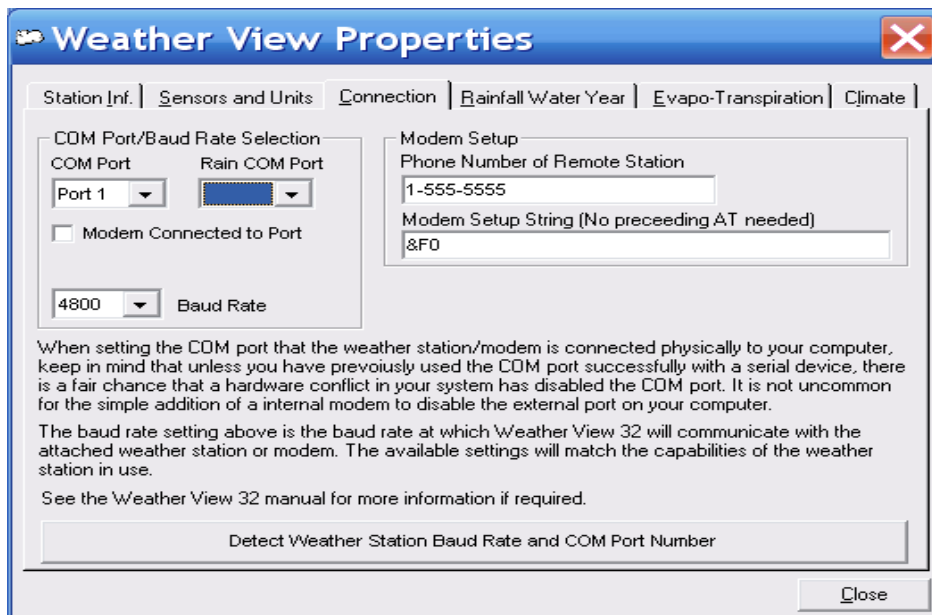 Weather View Properties
Station Inf.
Sensors and Units
Connection
Rainfall Water Year
Evapo-Transpiration
Climate
COM Port/Baud Rate Selection
COM Port
Rain COM Port
Port 1
Modem Connected to Port
4800
Baud Rate
Modem Setup
Phone Number of Remote Station
1-555-5555
Modem Setup String (No preceeding AT needed)
&F0
When setting the COM port that the weather station/modem is connected physically to your computer,
keep in mind that unless you have prevoiusly used the COM port successfully with a serial device, there
is a fair chance that a hardware conflict in your system has disabled the COM port. It is not uncommon
for the simple addition of a internal modem to disable the external port on your computer.
The baud rate setting above is the baud rate at which Weather View 32 will communicate with the
attached weather station or modem. The available settings will match the capabilities of the weather
station in use.
See the Weather View 32 manual for more information if required.
Detect Weather Station Baud Rate and COM Port Number
Close